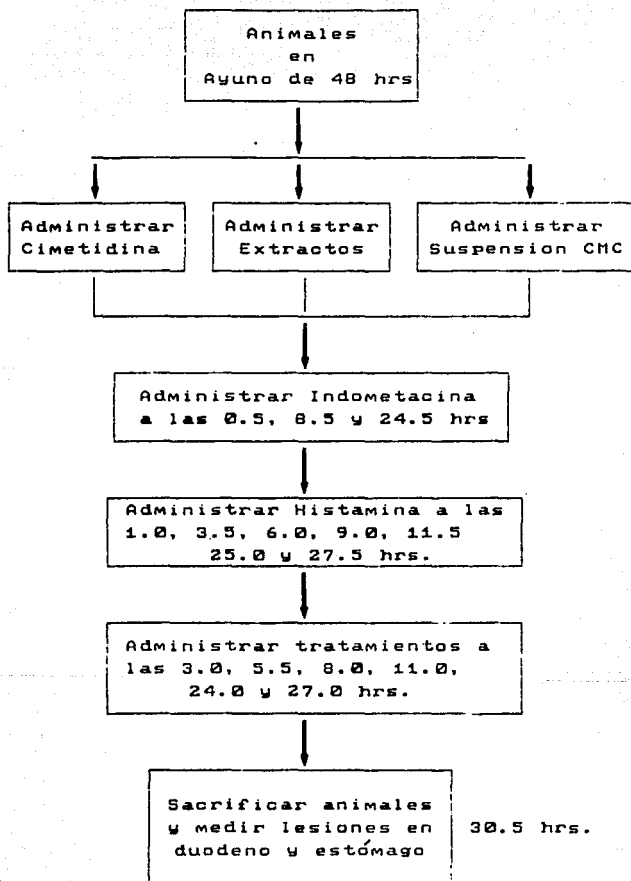 Animales
en
Ayuno de 48 hrs
Administrar
Cimetidina
Administrar
Extractos
Administrar
Suspension CMC
Administrar Indometacina
a las 0.5, 8.5 y 24.5 hrs
Administrar Histamina a las
1.0, 3.5, 6.0, 9.0, 11.5
25.0 y 27.5 hrs.
Administrar tratamientos a
las 3.0, 5.5, 8.0, 11.0,
24.0 y 27.0 hrs.
Sacrificar animales
y medir lesiones en
duodeno y estómago
30.5 hrs.